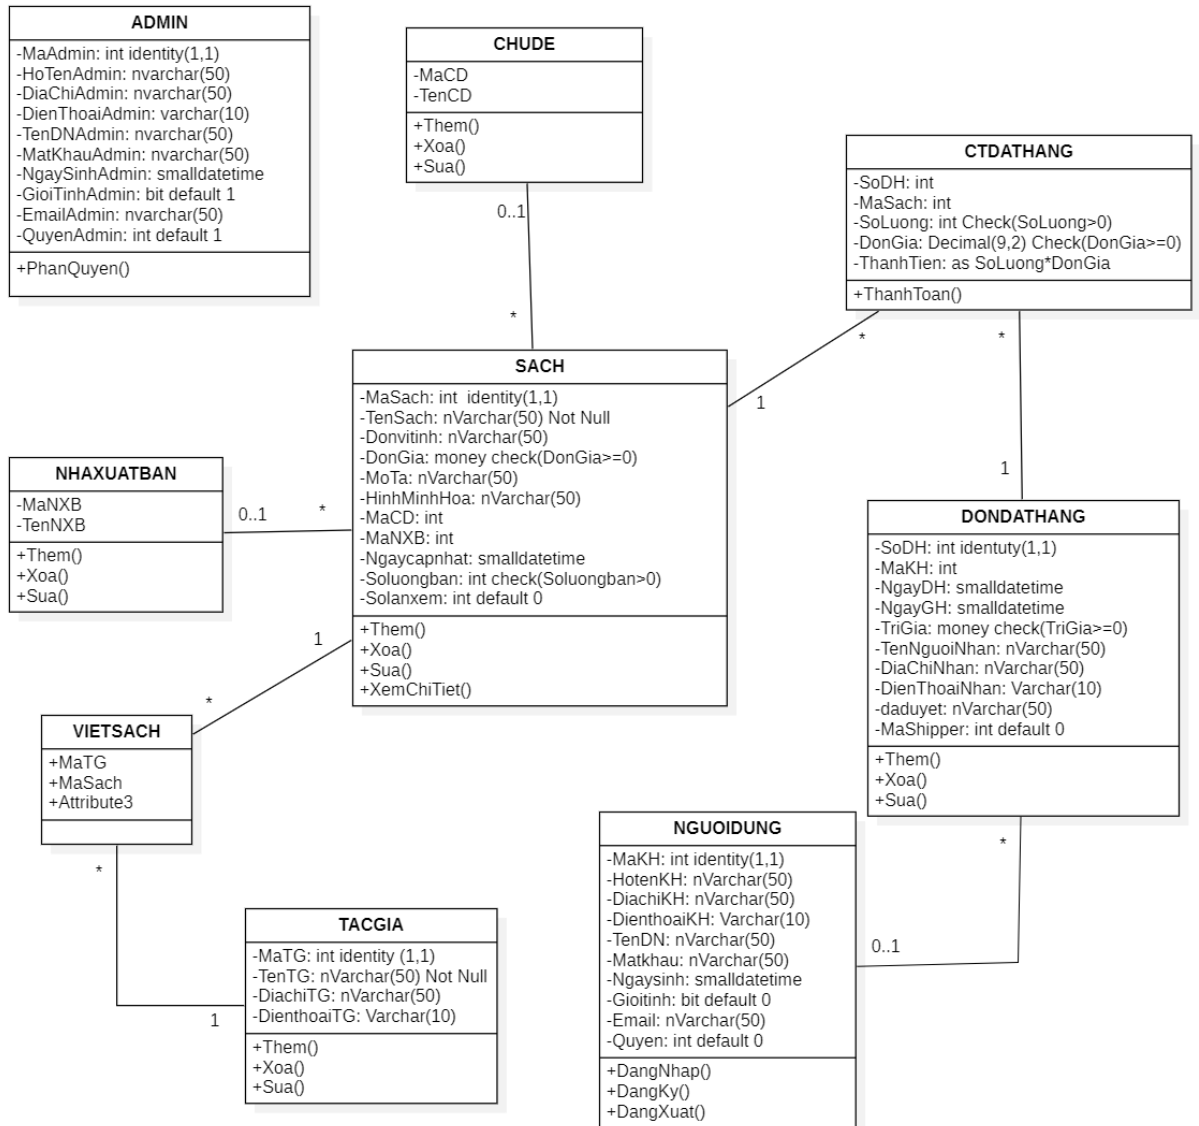 ADMIN
-MaAdmin: int identity(1,1)
-HoTenAdmin: nvarchar(50)
-DiaChiAdmin: nvarchar(50)
-DienThoaiAdmin: varchar(10)
-TenDNAdmin: nvarchar(50)
-MatKhauAdmin: nvarchar(50)
-NgaySinhAdmin: smalldatetime
-GioiTinhAdmin: bit default 1
-EmailAdmin: nvarchar(50)
-QuyenAdmin: int default 1
+PhanQuyen()
CHUDE
-MaCD
-TenCD
+Them()
+Xoa()
+Sua()
0..1
*
CTDATHANG
-SoDH: int
-MaSach: int
-SoLuong: int Check(SoLuong>0)
-DonGia: Decimal(9,2) Check(DonGia>=0)
-ThanhTien: as SoLuong*DonGia
+ThanhToan()
*
*
1
1
SACH
-MaSach: int  identity(1,1)
-TenSach: nVarchar(50) Not Null
-Donvitinh: nVarchar(50)
-DonGia: money check(DonGia>=0)
-MoTa: nVarchar(50)
-HinhMinhHoa: nVarchar(50)
-MaCD: int
-MaNXB: int
-Ngaycapnhat: smalldatetime
-Soluongban: int check(Soluongban>0)
-Solanxem: int default 0
+Them()
+Xoa()
+Sua()
+XemChiTiet()
NHAXUATBAN
-MaNXB
-TenNXB
+Them()
+Xoa()
+Sua()
0..1
*
1
*
DONDATHANG
-SoDH: int identuty(1,1)
-MaKH: int
-NgayDH: smalldatetime
-NgayGH: smalldatetime
-TriGia: money check(TriGia>=0)
-TenNguoiNhan: nVarchar(50)
-DiaChiNhan: nVarchar(50)
-DienThoaiNhan: Varchar(10)
-daduyet: nVarchar(50)
-MaShipper: int default 0
+Them()
+Xoa()
+Sua()
*
0..1
VIETSACH
+MaTG
+MaSach
+Attribute3
*
1
TACGIA
-MaTG: int identity (1,1)
-TenTG: nVarchar(50) Not Null
-DiachiTG: nVarchar(50)
-DienthoaiTG: Varchar(10)
+Them()
+Xoa()
+Sua()
NGUOIDUNG
-MaKH: int identity(1,1)
-HotenKH: nVarchar(50)
-DiachiKH: nVarchar(50)
-DienthoaiKH: Varchar(10)
-TenDN: nVarchar(50)
-Matkhau: nVarchar(50)
-Ngaysinh: smalldatetime
-Gioitinh: bit default 0
-Email: nVarchar(50)
-Quyen: int default 0
+DangNhap()
+DangKy()
+DangXuat()